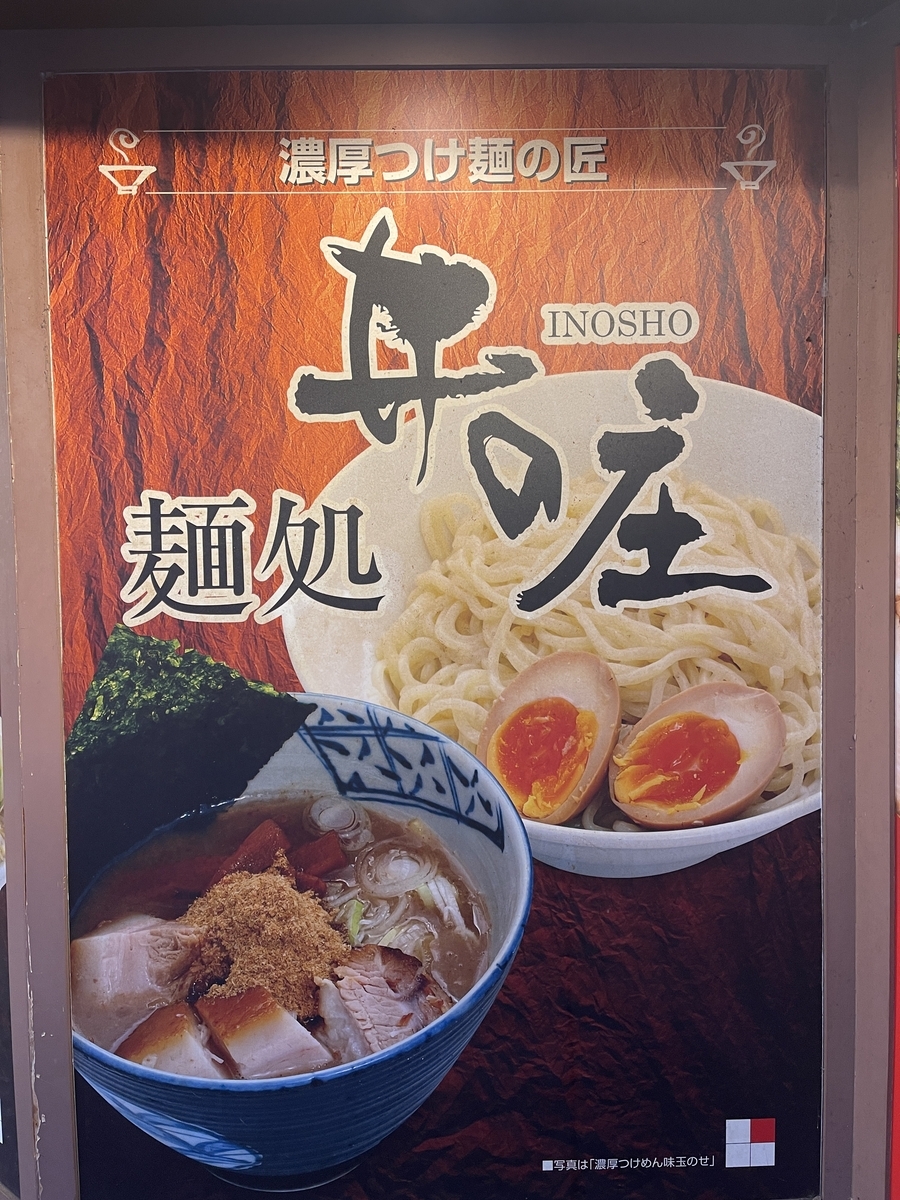 濃厚つけ麺の匠
井の庄
INOSHO
麺処
■写真は「濃厚つけめん味玉のせ」